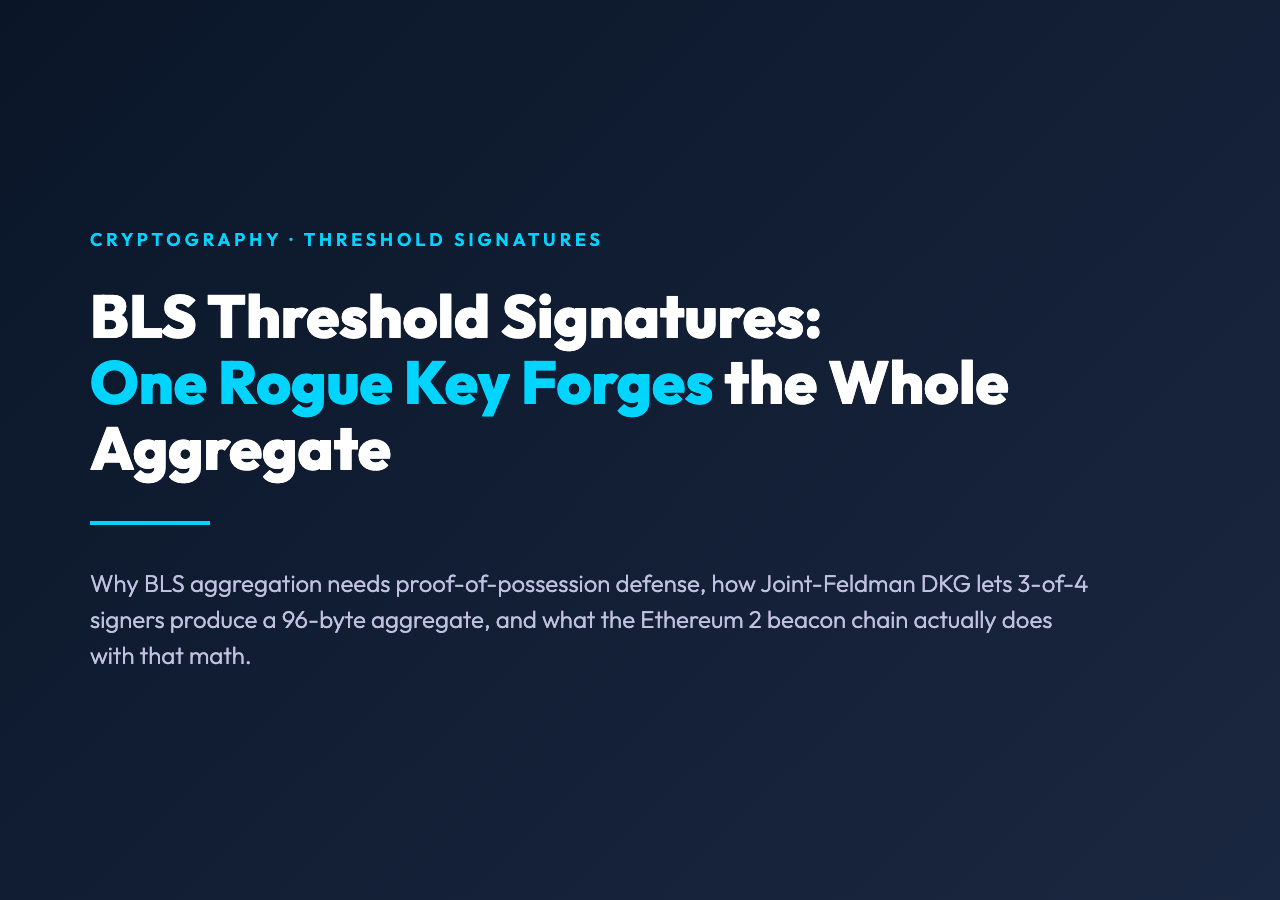 CRYPTOGRAPHY · THRESHOLD SIGNATURES
BLS Threshold Signatures:
One Rogue Key Forges the Whole
Aggregate
Why BLS aggregation needs proof-of-possession defense, how Joint-Feldman DKG lets 3-of-4
signers produce a 96-byte aggregate, and what the Ethereum 2 beacon chain actually does
with that math.